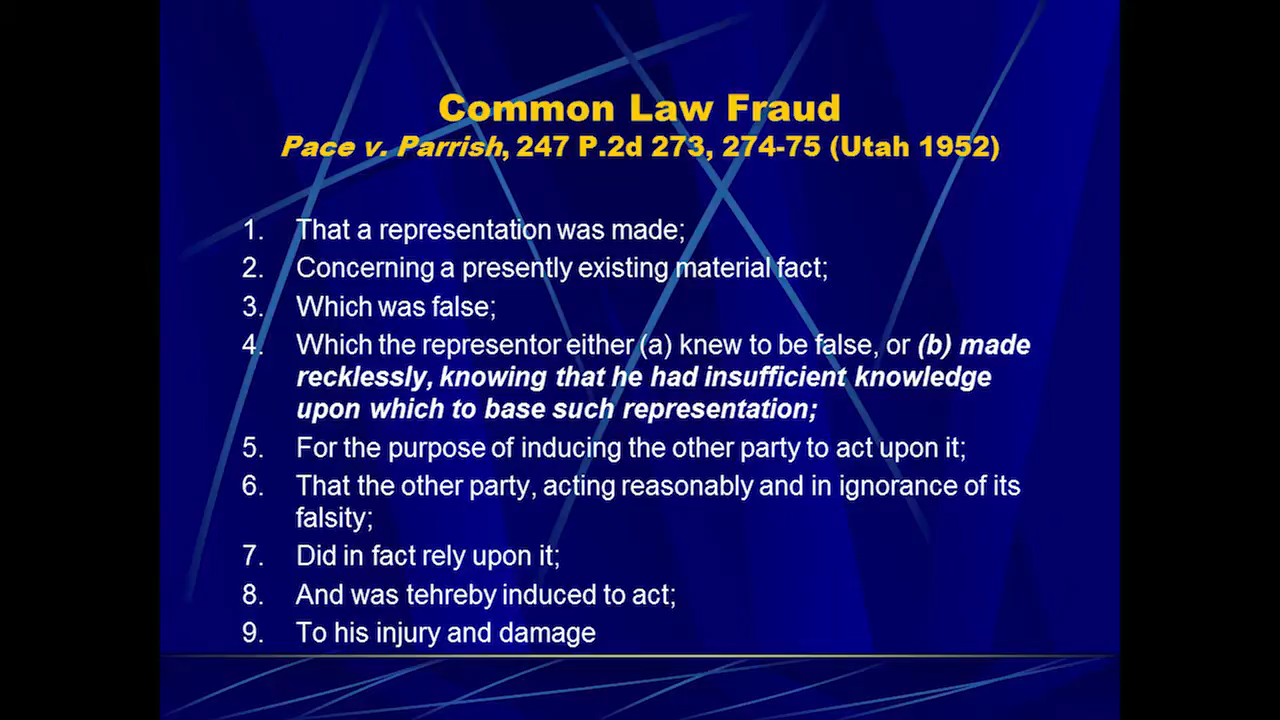 Common Law Fraud
Pace v. Parrish, 247 P.2d 273, 274-75 (Utah 1952)
1. That a representation was made;
2. Concerning a presently existing material fact;
3. Which was false;
4. Which the representor either (a) knew to be false, or (b) made
recklessly, knowing that he had insufficient knowledge
upon which to base such representation;
5. For the purpose of inducing the other party to act upon it;
6. That the other party, acting reasonably and in ignorance of its
falsity;
7. Did in fact rely upon it;
8. And was tehreby induced to act;
9. To his injury and damage